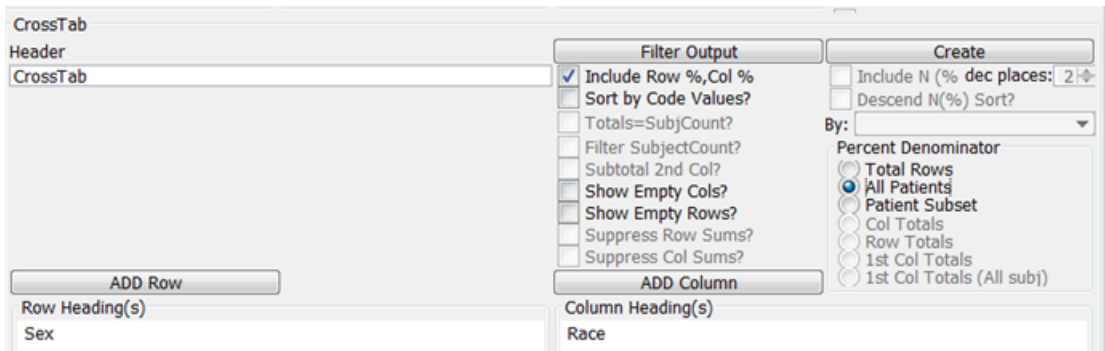 CrossTab
Header
CrossTab
Filter Output
Include Row %,Col %
Sort by Code Values?
Totals=SubjCount?
Filter SubjectCount?
Subtotal 2nd Col?
Show Empty Cols?
Show Empty Rows?
Suppress Row Sums?
Suppress Col Sums?
Create
Include N (% dec places: 2
Descend N(%) Sort?
By:
Percent Denominator
Total Rows
All Patients
Patient Subset
Col Totals
Row Totals
1st Col Totals
1st Col Totals (All subj)
ADD Row
ADD Column
Row Heading(s)
Sex
Column Heading(s)
Race